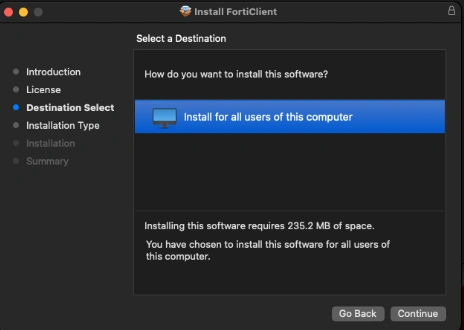 Install FortiClient
Select a Destination
Introduction
License
Destination Select
Installation Type
Installation
Summary
How do you want to install this software?
Install for all users of this computer
Installing this software requires 235.2 MB of space.
You have chosen to install this software for all users of
this computer.
Go Back
Continue